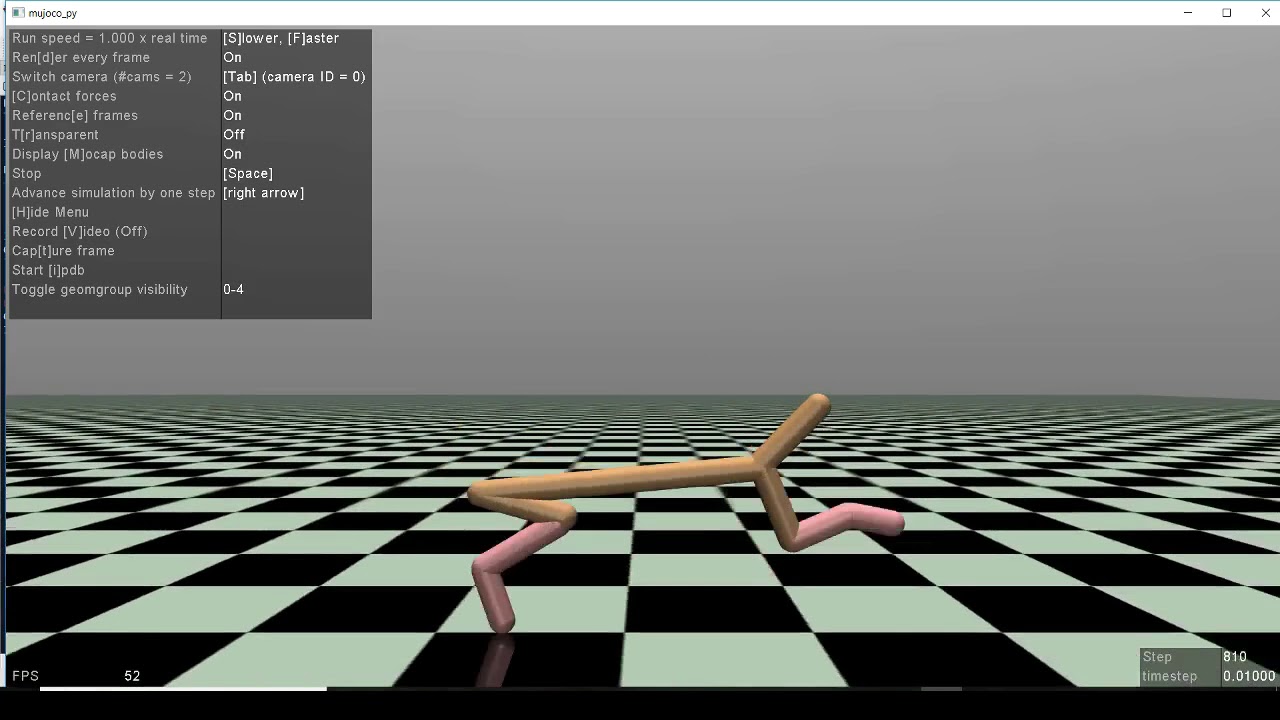 mujoco_py
Run speed = 1.000 x real time [S]lower, [F]aster
Ren[d]er every frame On
Switch camera (#cams = 2) [Tab] (camera ID = 0)
[C]ontact forces On
Referenc[e] frames On
T[r]ansparent Off
Display [M]ocap bodies On
Stop [Space]
Advance simulation by one step [right arrow]
[H]ide Menu
Record [V]ideo (Off)
Cap[t]ure frame
Start [i]pdb
Toggle geomgroup visibility 0-4
Step 810
FPS 52
timestep 0.01000